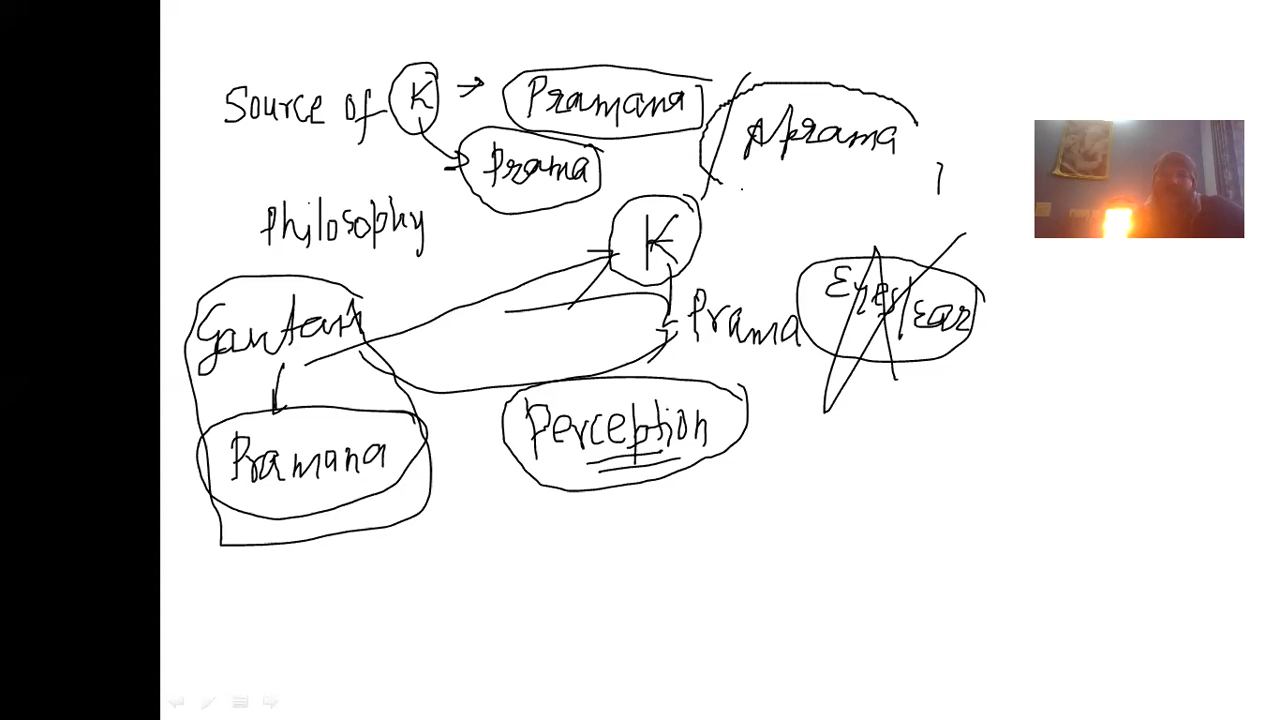 Source of K → Pramana
Aprama
Prama
Philosophy
K
Gautam
Prama
Eyes/Ear
Perception
Pramana